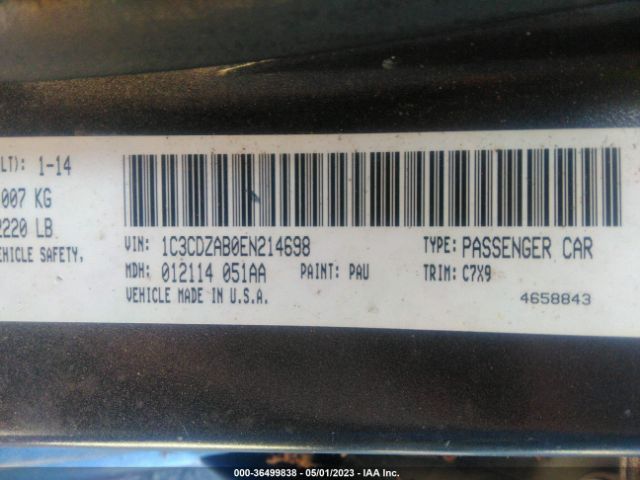 LT): 1-14
007 KG
2220 LB
EHICLE SAFETY,
VIN: 1C3CDZAB0EN214698 TYPE: PASSENGER CAR
MDH: 012114 051AA PAINT: PAU TRIM: C7X9
VEHICLE MADE IN U.S.A. 4658843
000-36499838 - 05/01/2023 - IAA Inc.